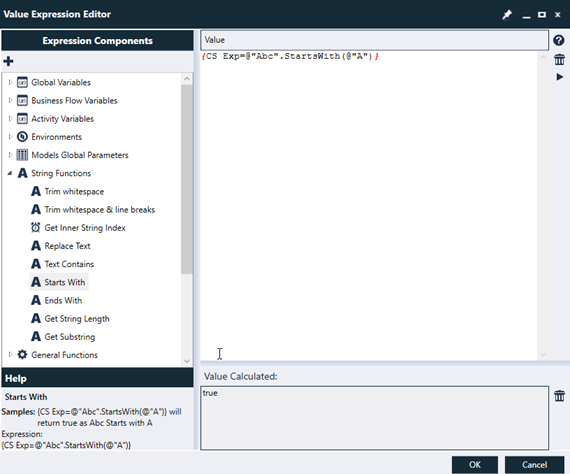 Value Expression Editor
Expression Components
Global Variables
Business Flow Variables
Activity Variables
Environments
Models Global Parameters
String Functions
Trim whitespace
Trim whitespace & line breaks
Get Inner String Index
Replace Text
Text Contains
Starts With
Ends With
Get String Length
Get Substring
General Functions
Help
Starts With
Samples: {CS Exp=@"Abc".StartsWith(@"A")} will
return true as Abc Starts with A
Expression:
{CS Exp=@"Abc".StartsWith(@"A")}
Value
{CS Exp=@"Abc".StartsWith(@"A")}
Value Calculated:
true
OK
Cancel